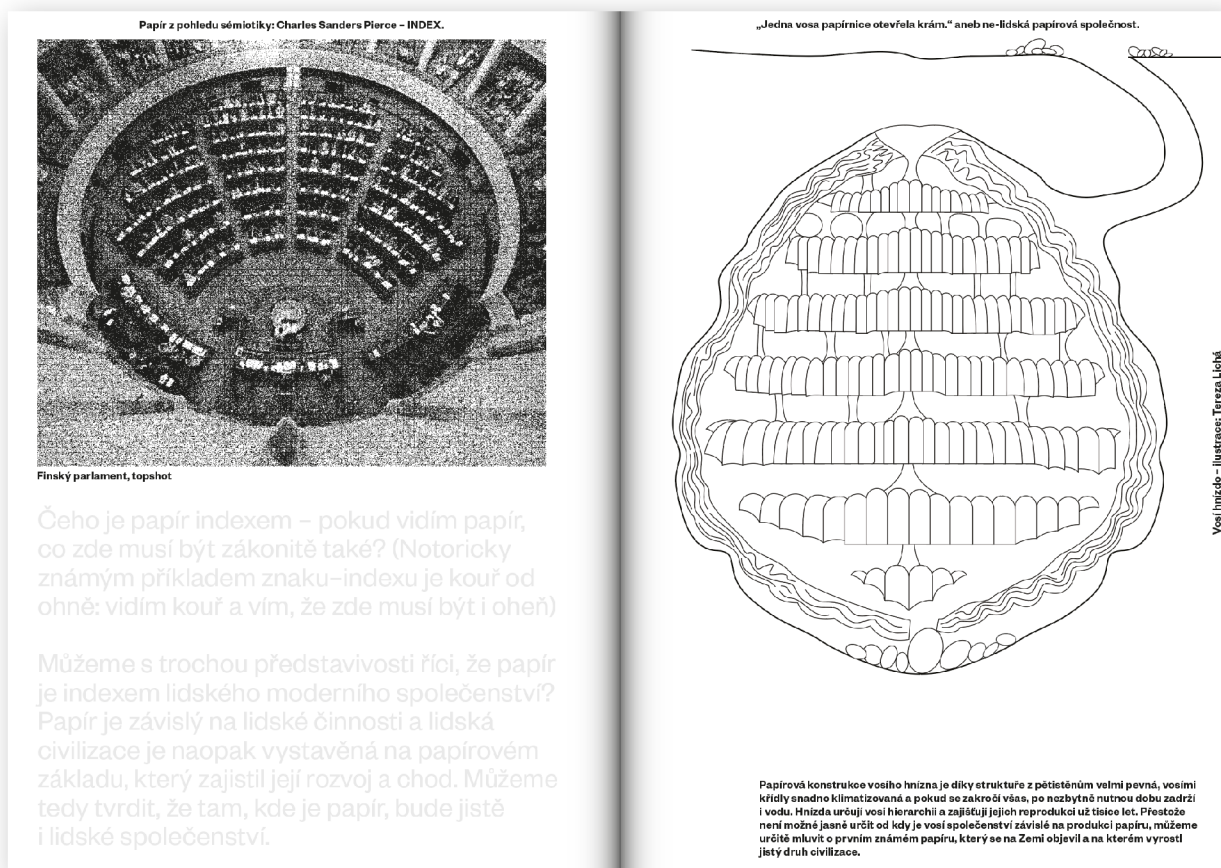 Papír z pohledu sémiotiky: Charles Sanders Pierce – INDEX.
Finský parlament, topshot
Čeho je papír indexem – pokud vidím papír,
co zde musí být zákonitě také? (Notoricky
známým příkladem znaku–indexu je kouř od
ohně: vidím kouř a vím, že zde musí být i oheň)
Můžeme s trochou představivosti říci, že papír
je indexem lidského moderního společenství?
Papír je závislý na lidské činnosti a lidská
civilizace je naopak vystavěná na papírovém
základu, který zajistil její rozvoj a chod. Můžeme
tedy tvrdit, že tam, kde je papír, bude jistě
i lidské společenství.
„Jedna vosa papírnice otevřela krám.“ aneb ne-lidská papírová společnost.
Vosí hnízdo – ilustrace: Tereza Lichá
Papírová konstrukce vosího hnízna je díky struktuře z pětistěnům velmi pevná, vosími
křídly snadno klimatizovaná a pokud se zakročí všas, po nezbytně nutnou dobu zadrží
i vodu. Hnízda určují vosí hierarchii a zajišťují jejich reprodukci už tisíce let. Přestože
není možné jasně určit od kdy je vosí společenství závislé na produkci papíru, můžeme
určitě mluvit o prvním známém papíru, který se na Zemi objevil a na kterém vyrostl
jistý druh civilizace.